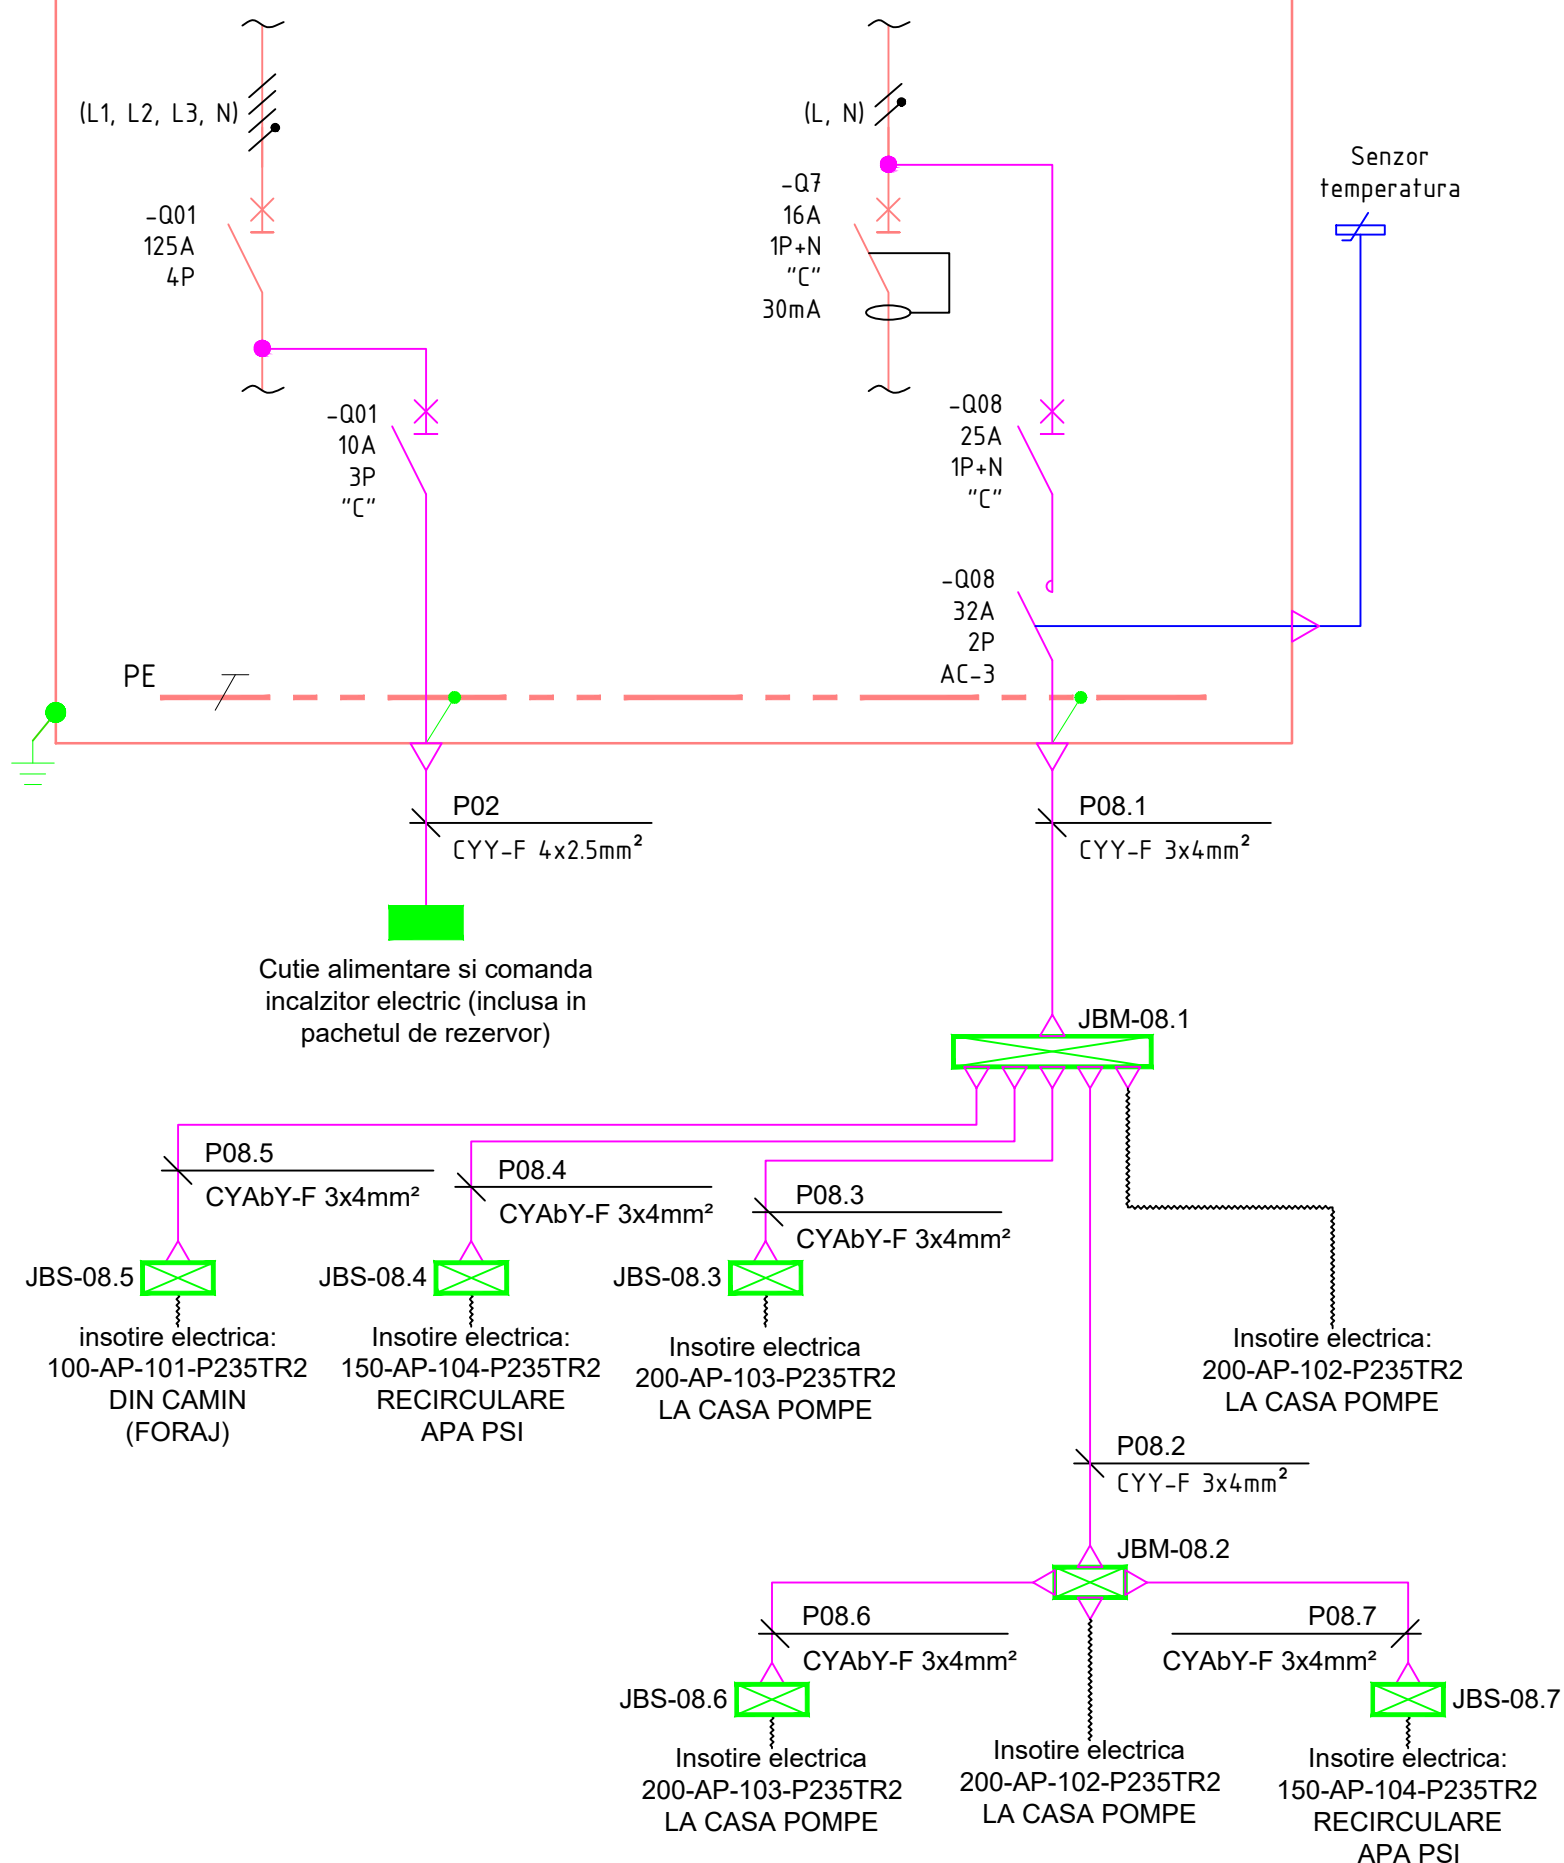 (L1, L2, L3, N)
(L, N)
Senzor
temperatura
-Q01
125A
4P
-Q7
16A
1P+N
"C"
30mA
-Q01
10A
3P
"C"
-Q08
25A
1P+N
"C"
-Q08
32A
2P
AC-3
PE
P02
CYY-F 4x2.5mm²
P08.1
CYY-F 3x4mm²
Cutie alimentare si comanda
incalzitor electric (inclusa in
pachetul de rezervor)
JBM-08.1
P08.5
CYAbY-F 3x4mm²
P08.4
CYAbY-F 3x4mm²
P08.3
CYAbY-F 3x4mm²
JBS-08.5
JBS-08.4
JBS-08.3
insotire electrica:
100-AP-101-P235TR2
DIN CAMIN
(FORAJ)
Insotire electrica:
150-AP-104-P235TR2
RECIRCULARE
APA PSI
Insotire electrica
200-AP-103-P235TR2
LA CASA POMPE
Insotire electrica:
200-AP-102-P235TR2
LA CASA POMPE
P08.2
CYY-F 3x4mm²
JBM-08.2
P08.6
CYAbY-F 3x4mm²
P08.7
CYAbY-F 3x4mm²
JBS-08.6
JBS-08.7
Insotire electrica
200-AP-103-P235TR2
LA CASA POMPE
Insotire electrica
200-AP-102-P235TR2
LA CASA POMPE
Insotire electrica:
150-AP-104-P235TR2
RECIRCULARE
APA PSI